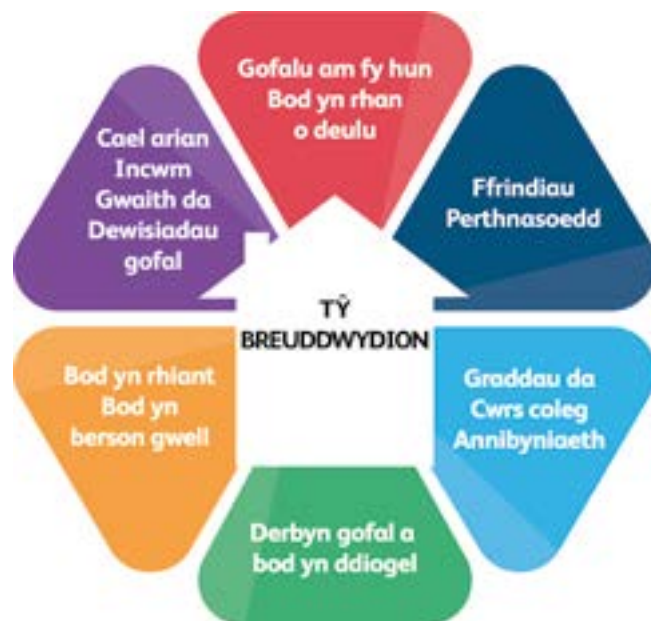 Gofalu am fy hun
Bod yn rhan
o deulu
Ffrindiau
Perthnasoedd
Graddau da
Cwrs coleg
Annibyniaeth
Derbyn gofal a
bod yn ddiogel
Bod yn rhiant
Bod yn
berson gwell
Cael arian
Incwm
Gwaith da
Dewisiadau
gofal
TŶ
BREUDDWYDION